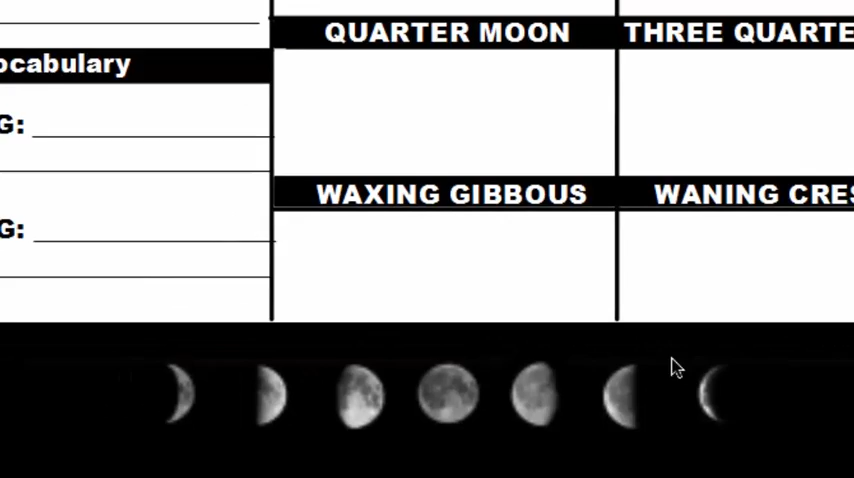 QUARTER MOON
THREE QUARTE
ocabulary
G:
WAXING GIBBOUS
WANING CRES
G: